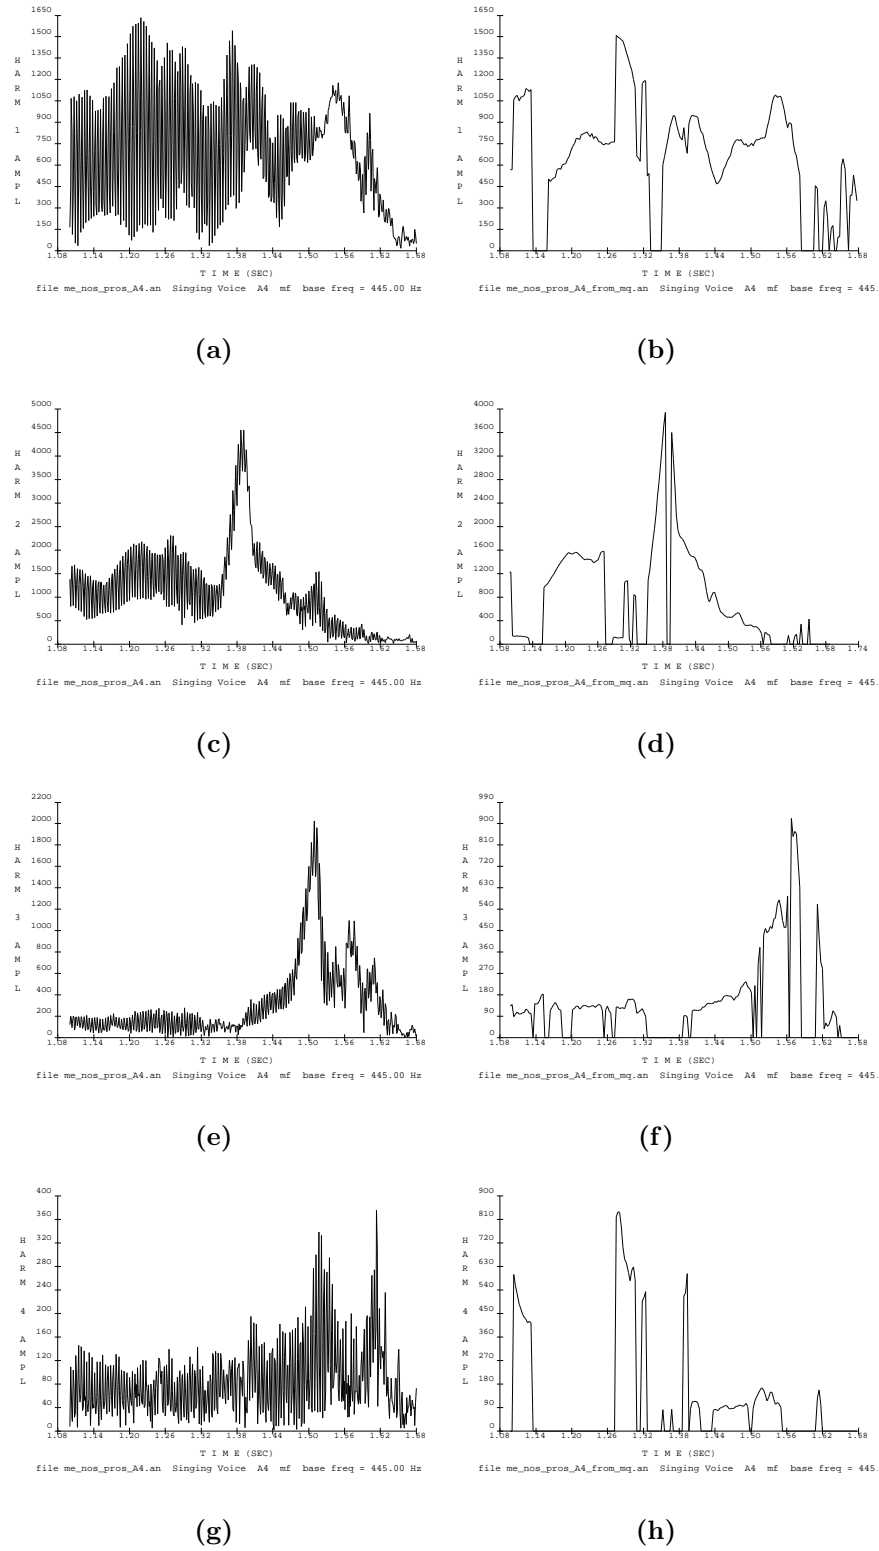 1650
1500
1350
1200
1050
900
750
600
450
300
150
0
HARM 1 AMPL
1.08 1.14 1.20 1.26 1.32 1.38 1.44 1.50 1.56 1.62 1.68
T I M E (SEC)
file me_nos_pros_A4.an Singing Voice A4 mf base freq = 445.00 Hz
(a)
1650
1500
1350
1200
1050
900
750
600
450
300
150
0
HARM 1 AMPL
1.08 1.14 1.20 1.26 1.32 1.38 1.44 1.50 1.56 1.62 1.68
T I M E (SEC)
file me_nos_pros_A4_from_mq.an Singing Voice A4 mf base freq = 445.
(b)
5000
4500
4000
3500
3000
2500
2000
1500
1000
500
0
HARM 2 AMPL
1.08 1.14 1.20 1.26 1.32 1.38 1.44 1.50 1.56 1.62 1.68
T I M E (SEC)
file me_nos_pros_A4.an Singing Voice A4 mf base freq = 445.00 Hz
(c)
4000
3600
3200
2800
2400
2000
1600
1200
800
400
0
HARM 2 AMPL
1.08 1.14 1.20 1.26 1.32 1.38 1.44 1.50 1.56 1.62 1.68 1.74
T I M E (SEC)
file me_nos_pros_A4_from_mq.an Singing Voice A4 mf base freq = 445.
(d)
2200
2000
1800
1600
1400
1200
1000
800
600
400
200
0
HARM 3 AMPL
1.08 1.14 1.20 1.26 1.32 1.38 1.44 1.50 1.56 1.62 1.68
T I M E (SEC)
file me_nos_pros_A4.an Singing Voice A4 mf base freq = 445.00 Hz
(e)
990
900
810
720
630
540
450
360
270
180
90
0
HARM 3 AMPL
1.08 1.14 1.20 1.26 1.32 1.38 1.44 1.50 1.56 1.62 1.68
T I M E (SEC)
file me_nos_pros_A4_from_mq.an Singing Voice A4 mf base freq = 445.
(f)
400
360
320
280
240
200
160
120
80
40
0
HARM 4 AMPL
1.08 1.14 1.20 1.26 1.32 1.38 1.44 1.50 1.56 1.62 1.68
T I M E (SEC)
file me_nos_pros_A4.an Singing Voice A4 mf base freq = 445.00 Hz
(g)
900
810
720
630
540
450
360
270
180
90
0
HARM 4 AMPL
1.08 1.14 1.20 1.26 1.32 1.38 1.44 1.50 1.56 1.62 1.68
T I M E (SEC)
file me_nos_pros_A4_from_mq.an Singing Voice A4 mf base freq = 445.
(h)